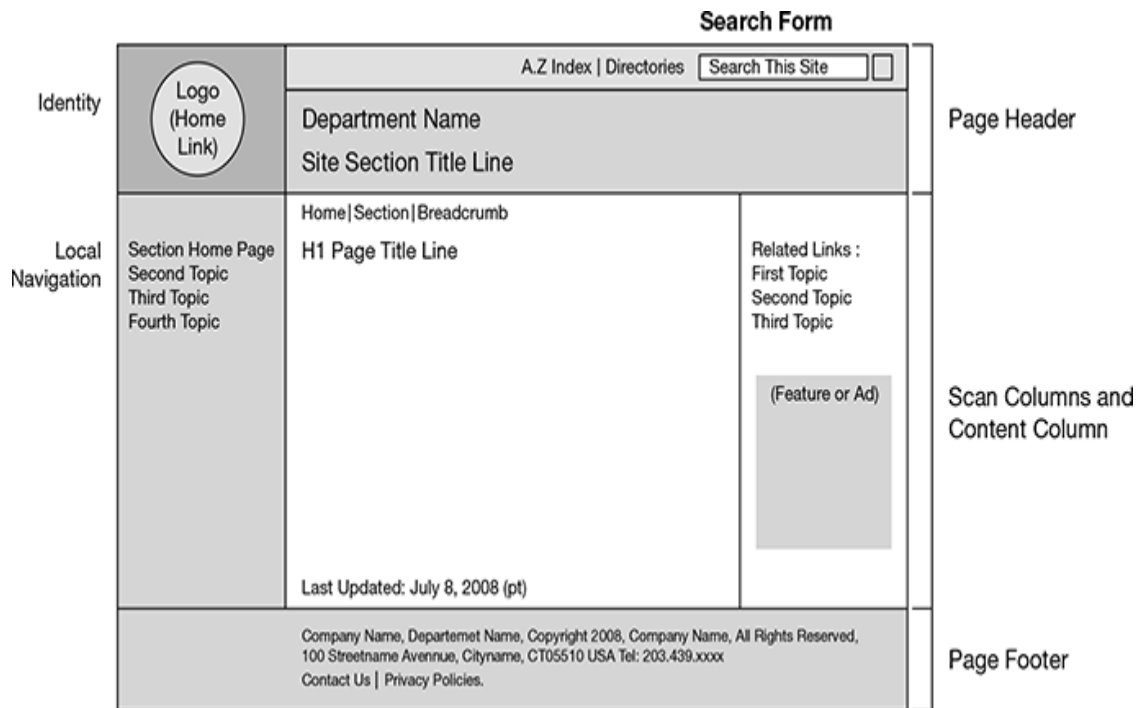 Search Form
Identity
Logo
(Home
Link)
A.Z Index | Directories
Search This Site
Department Name
Site Section Title Line
Page Header
Local
Navigation
Section Home Page
Second Topic
Third Topic
Fourth Topic
Home|Section|Breadcrumb
H1 Page Title Line
Last Updated: July 8, 2008 (pt)
Related Links :
First Topic
Second Topic
Third Topic
(Feature or Ad)
Scan Columns and
Content Column
Company Name, Departemet Name, Copyright 2008, Company Name, All Rights Reserved,
100 Streetname Avennue, Cityname, CT05510 USA Tel: 203.439.xxxx
Contact Us | Privacy Policies.
Page Footer